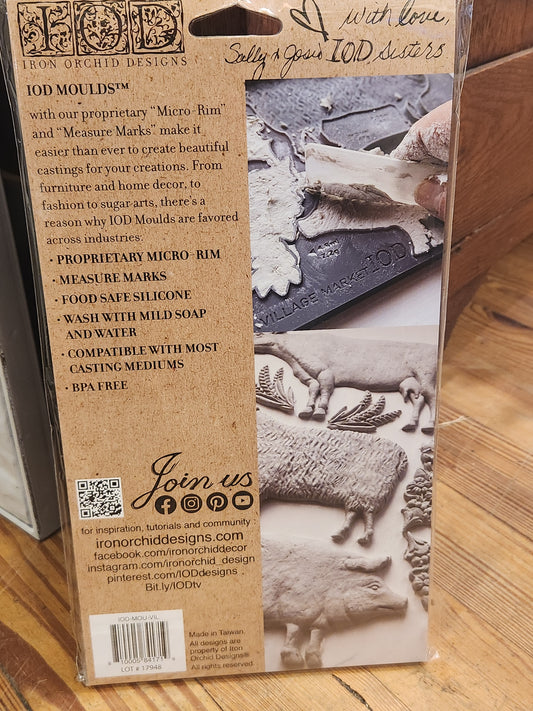 IOD
IRON ORCHID DESIGNS
with love,
Sally & Josie IOD Sisters
IOD MOULDS™
with our proprietary "Micro-Rim"
and "Measure Marks" make it
easier than ever to create beautiful
castings for your creations. From
furniture and home decor, to
fashion to sugar arts, there's a
reason why IOD Moulds are favored
across industries.
• PROPRIETARY MICRO-RIM
• MEASURE MARKS
• FOOD SAFE SILICONE
• WASH WITH MILD SOAP
AND WATER
• COMPATIBLE WITH MOST
CASTING MEDIUMS
• BPA FREE
VILLAGE MARKET IOD
Join us
for inspiration, tutorials and community
ironorchiddesigns.com
facebook.com/ironorchiddecor
instagram.com/ironorchid_design
pinterest.com/IODdesigns
Bit.ly/IODtv
IOD-MOU-VIL
LOT # 17948
Made in Taiwan.
All designs are
property of Iron
Orchid Designs®
All rights reserved